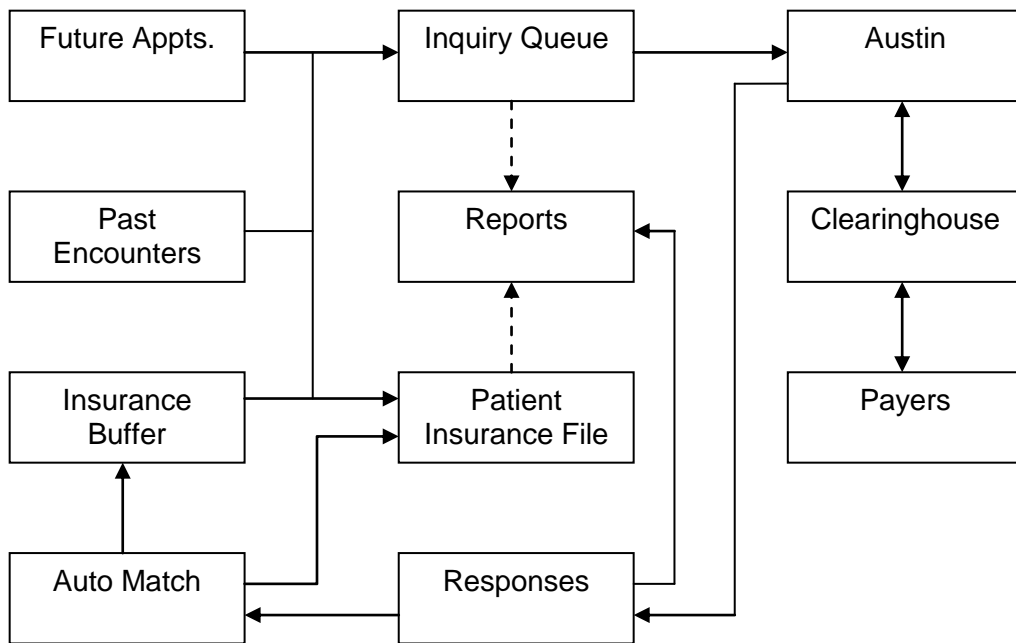 Future Appts.
Inquiry Queue
Austin
Past
Encounters
Reports
Clearinghouse
Insurance
Buffer
Patient
Insurance File
Payers
Auto Match
Responses